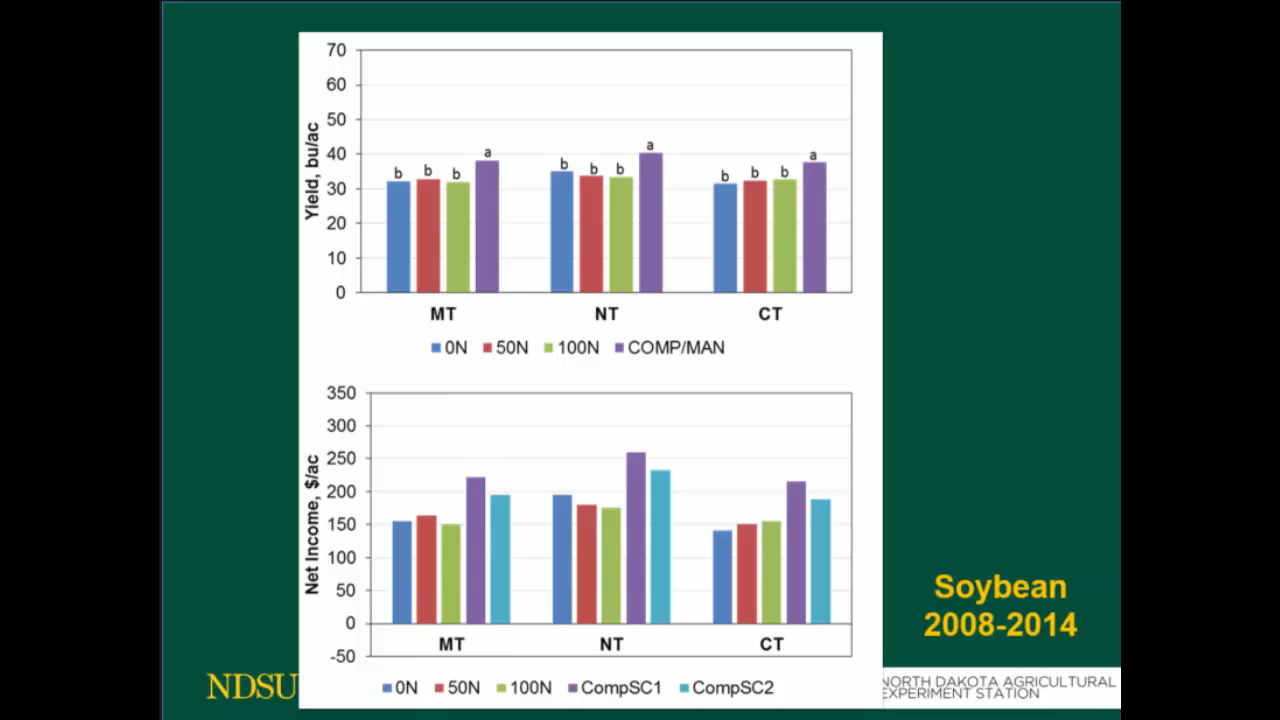 70
60
50
40
30
20
10
0
Yield, bu/ac
b b b a
b b b a
b b b a
MT NT CT
0N 50N 100N COMP/MAN
350
300
250
200
150
100
50
0
-50
Net Income, $/ac
MT NT CT
0N 50N 100N CompSC1 CompSC2
Soybean
2008-2014
NDSU
NORTH DAKOTA AGRICULTURAL
EXPERIMENT STATION